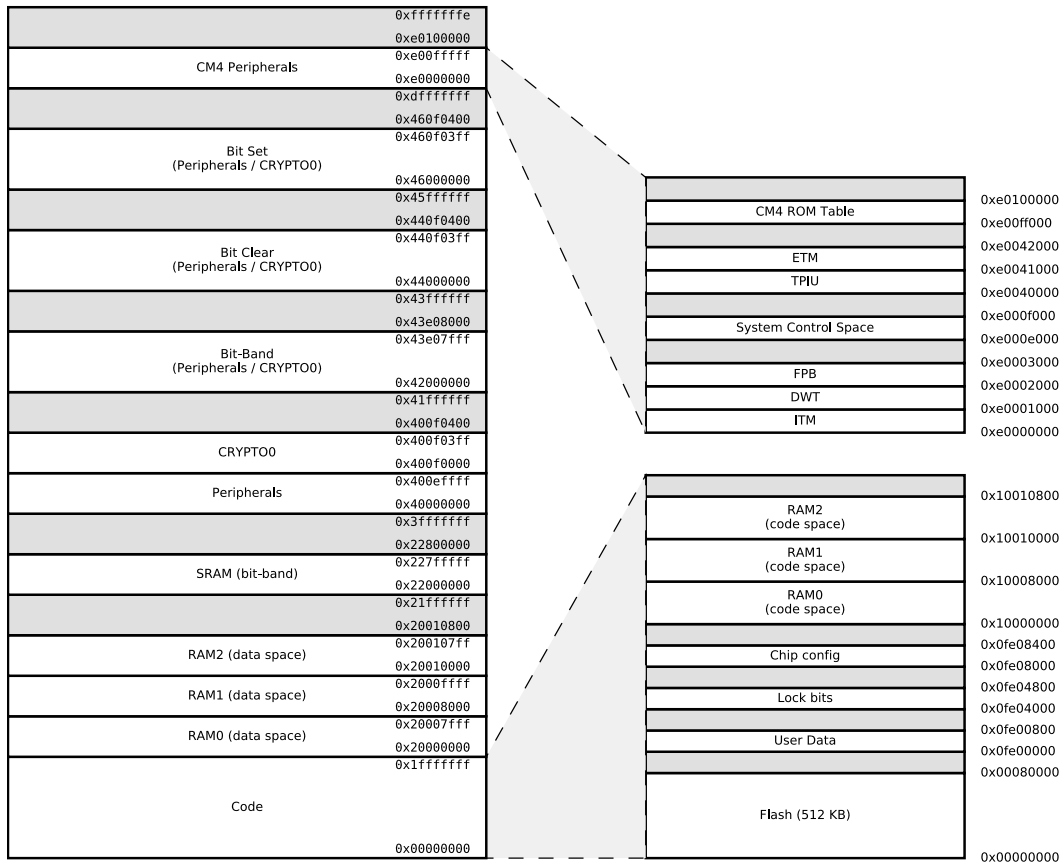 0xfffffffe
0xe0100000
0xe00fffff
CM4 Peripherals
0xe0000000
0xdfffffff
0x460f0400
0x460f03ff
Bit Set
(Peripherals / CRYPTO0)
0x46000000
0x45ffffff
0x440f0400
0x440f03ff
Bit Clear
(Peripherals / CRYPTO0)
0x44000000
0x43ffffff
0x43e08000
0x43e07fff
Bit-Band
(Peripherals / CRYPTO0)
0x42000000
0x41ffffff
0x400f0400
0x400f03ff
CRYPTO0
0x400f0000
0x400effff
Peripherals
0x40000000
0x3fffffff
0x22800000
0x227fffff
SRAM (bit-band)
0x22000000
0x21ffffff
0x20010800
0x200107ff
RAM2 (data space)
0x20010000
0x2000ffff
RAM1 (data space)
0x20008000
0x20007fff
RAM0 (data space)
0x20000000
0x1fffffff
Code
0x00000000
0xe0100000
CM4 ROM Table
0xe00ff000
0xe0042000
ETM
0xe0041000
TPIU
0xe0040000
0xe000f000
System Control Space
0xe000e000
0xe0003000
FPB
0xe0002000
DWT
0xe0001000
ITM
0xe0000000
0x10010800
RAM2
(code space)
0x10010000
RAM1
(code space)
0x10008000
RAM0
(code space)
0x10000000
0x0fe08400
Chip config
0x0fe08000
0x0fe04800
Lock bits
0x0fe04000
0x0fe00800
User Data
0x0fe00000
0x00080000
Flash (512 KB)
0x00000000